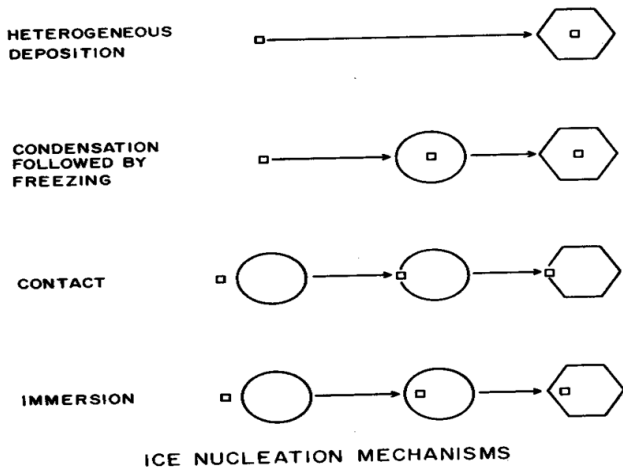 HETEROGENEOUS
DEPOSITION
CONDENSATION
FOLLOWED BY
FREEZING
CONTACT
IMMERSION
ICE NUCLEATION MECHANISMS